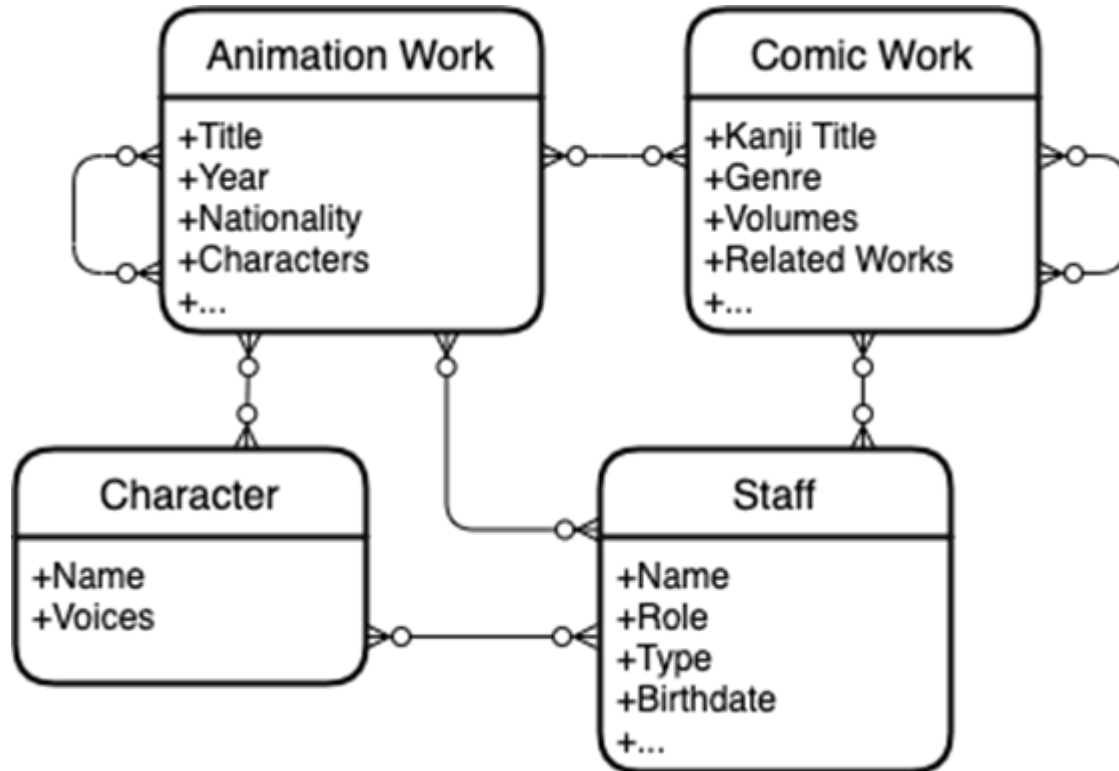 Animation Work
+Title
+Year
+Nationality
+Characters
+...
Comic Work
+Kanji Title
+Genre
+Volumes
+Related Works
+...
Character
+Name
+Voices
Staff
+Name
+Role
+Type
+Birthdate
+...